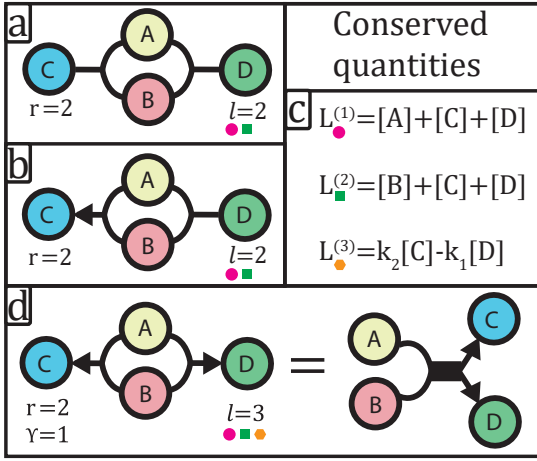 a
A
C
D
B
r=2
l=2
b
A
C
D
B
r=2
l=2
Conserved
quantities
c
L⁽¹⁾=[A]+[C]+[D]
L⁽²⁾=[B]+[C]+[D]
L⁽³⁾=k₂[C]-k₁[D]
d
A
C
D
B
r=2
γ=1
l=3
=
A
B
C
D